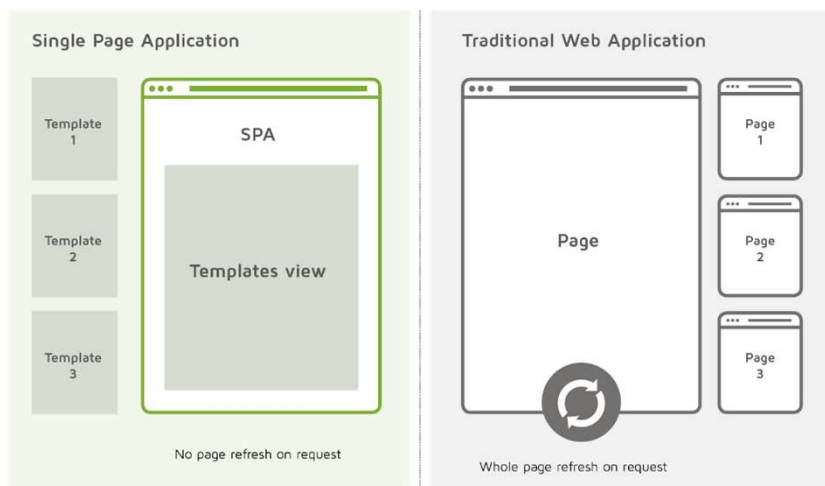 Single Page Application
Template
1
Template
2
Template
3
SPA
Templates view
No page refresh on request
Traditional Web Application
Page
Page
1
Page
2
Page
3
Whole page refresh on request